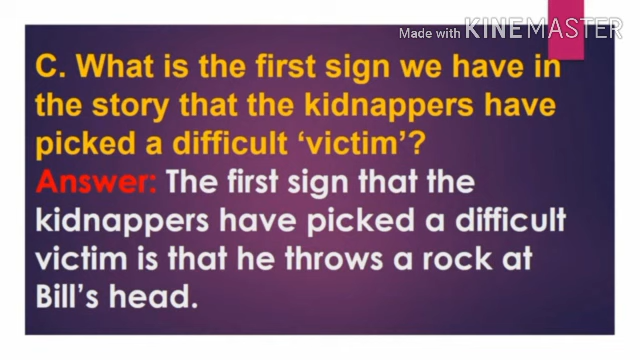 Made with KINEMASTER
C. What is the first sign we have in
the story that the kidnappers have
picked a difficult ‘victim’?
Answer: The first sign that the
kidnappers have picked a difficult
victim is that he throws a rock at
Bill’s head.